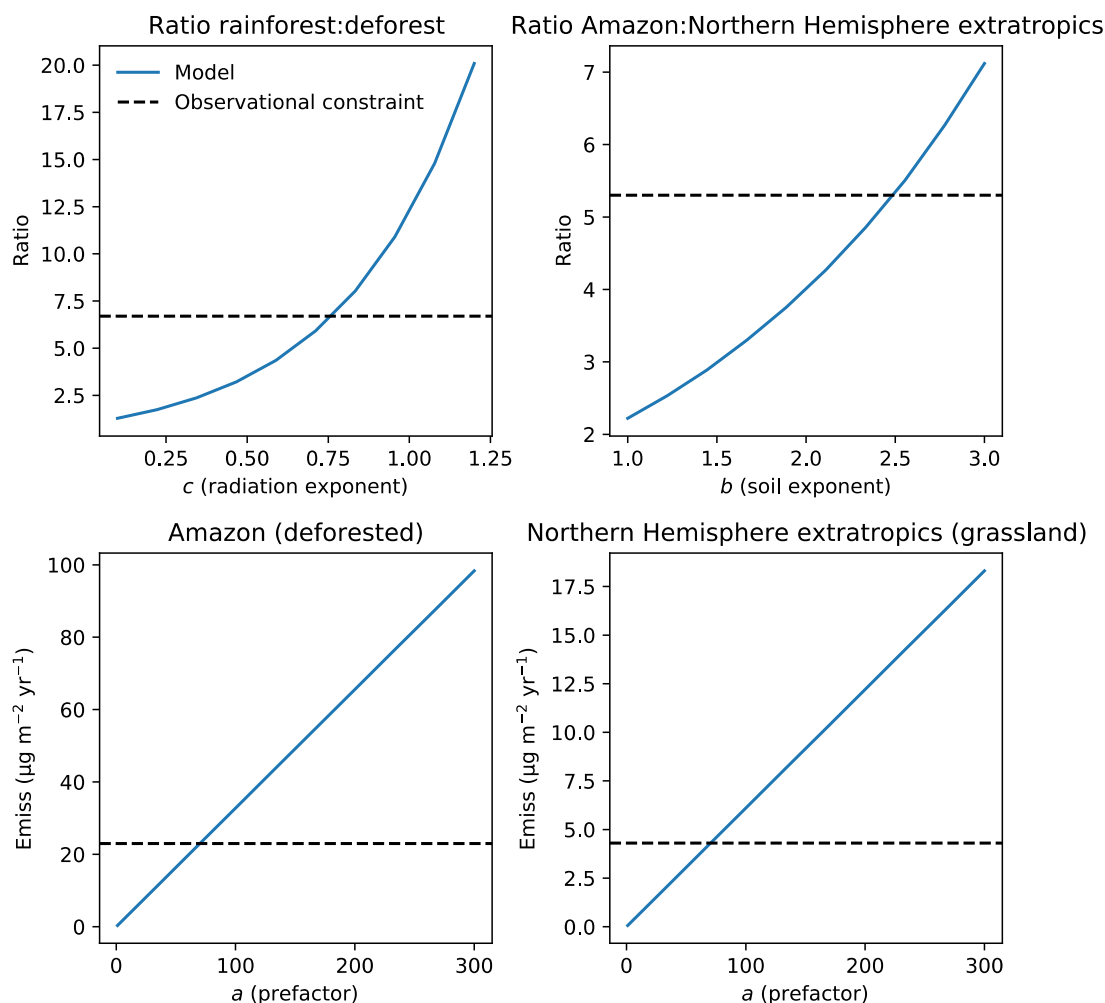 Ratio rainforest:deforest
Ratio
20.0
17.5
15.0
12.5
10.0
7.5
5.0
2.5
Model
Observational constraint
0.25 0.50 0.75 1.00 1.25
c (radiation exponent)
Ratio Amazon:Northern Hemisphere extratropics
Ratio
7
6
5
4
3
2
1.0 1.5 2.0 2.5 3.0
b (soil exponent)
Amazon (deforested)
Emiss (μg m⁻² yr⁻¹)
100
80
60
40
20
0
0 100 200 300
a (prefactor)
Northern Hemisphere extratropics (grassland)
Emiss (μg m⁻² yr⁻¹)
17.5
15.0
12.5
10.0
7.5
5.0
2.5
0.0
0 100 200 300
a (prefactor)